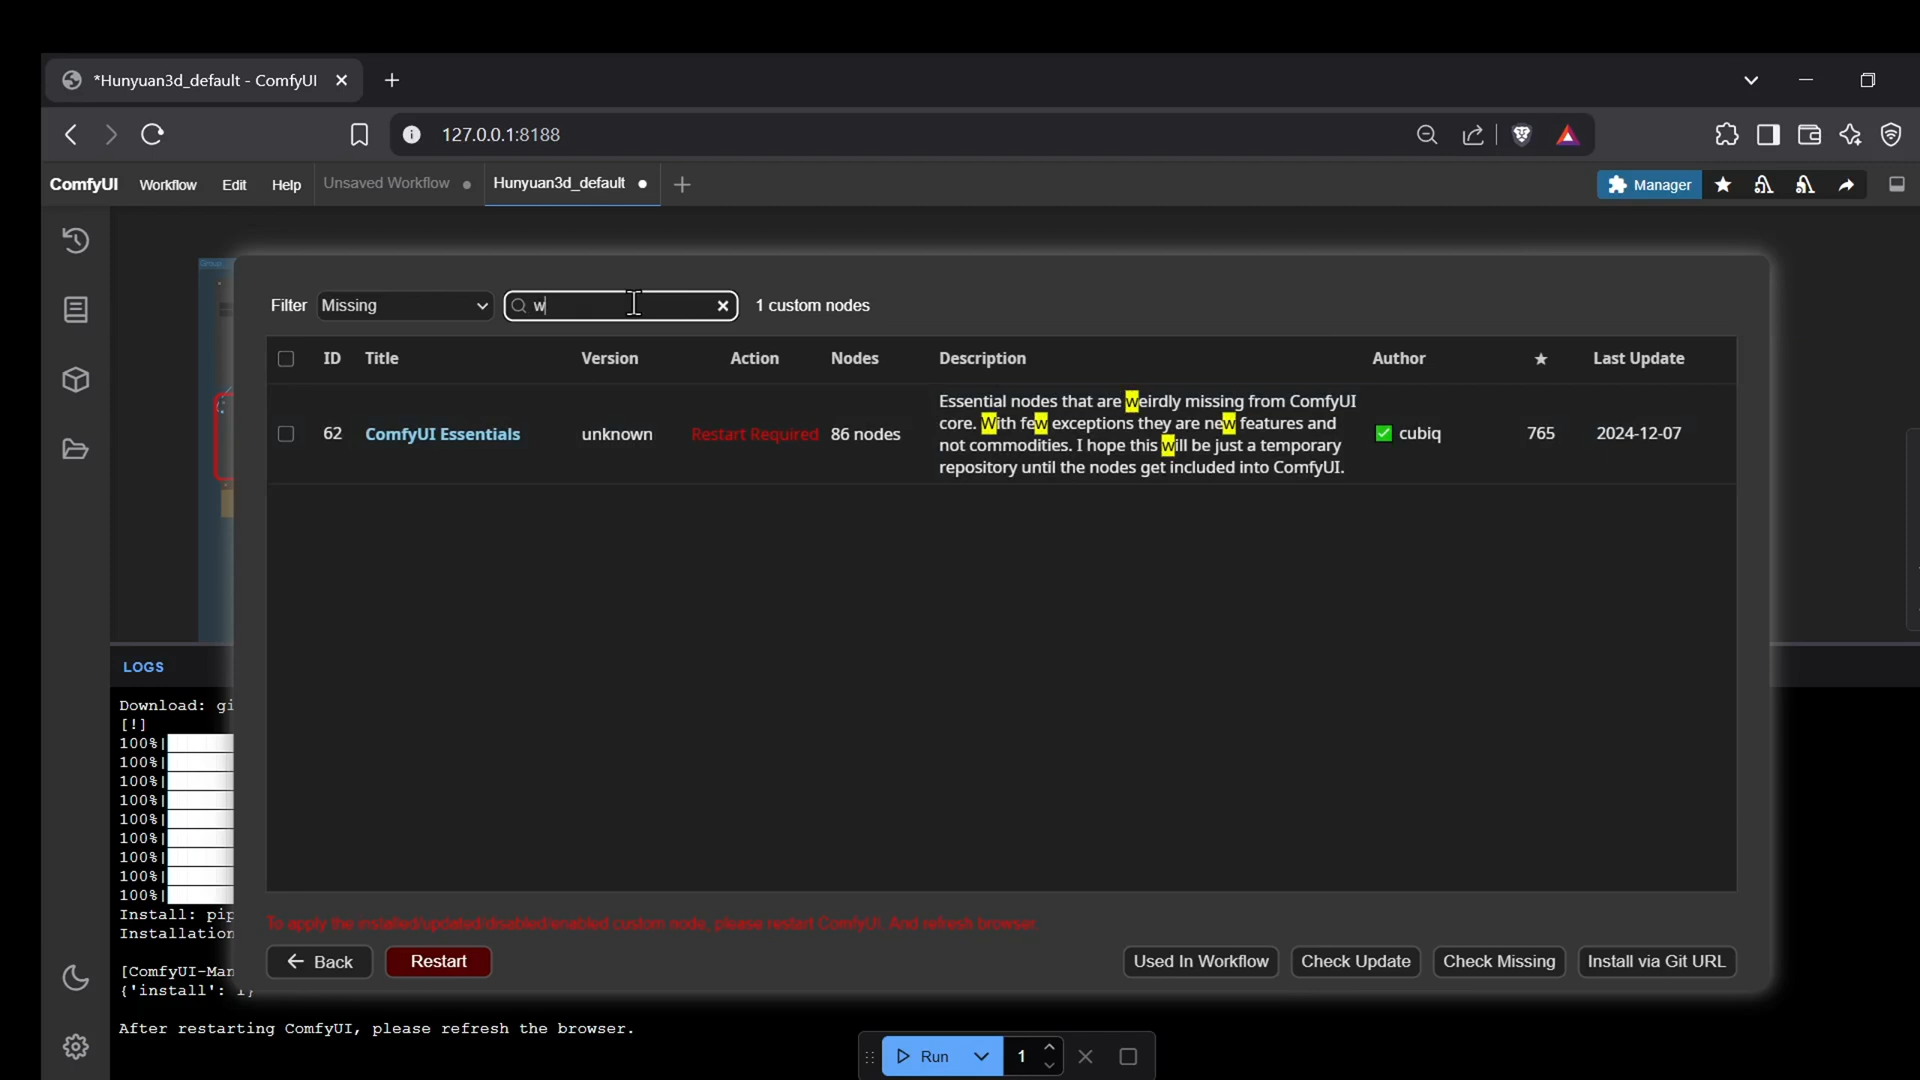 *Hunyuan3d_default - ComfyUI
127.0.0.1:8188
ComfyUI Workflow Edit Help Unsaved Workflow Hunyuan3d_default Manager
Filter Missing w 1 custom nodes
ID Title Version Action Nodes Description Author ★ Last Update
62 ComfyUI Essentials unknown Restart Required 86 nodes
Essential nodes that are weirdly missing from ComfyUI
core. With few exceptions they are new features and
not commodities. I hope this will be just a temporary
repository until the nodes get included into ComfyUI.
cubiq 765 2024-12-07
LOGS
Download: gi
[!]
100%|
100%|
100%|
100%|
100%|
100%|
100%|
100%|
100%|
Install: pip
Installation
To apply the installed/updated/disabled/enabled custom node, please restart ComfyUI. And refresh browser.
Back Restart Used In Workflow Check Update Check Missing Install via Git URL
[ComfyUI-Man
{'install': 1}
After restarting ComfyUI, please refresh the browser.
Run 1